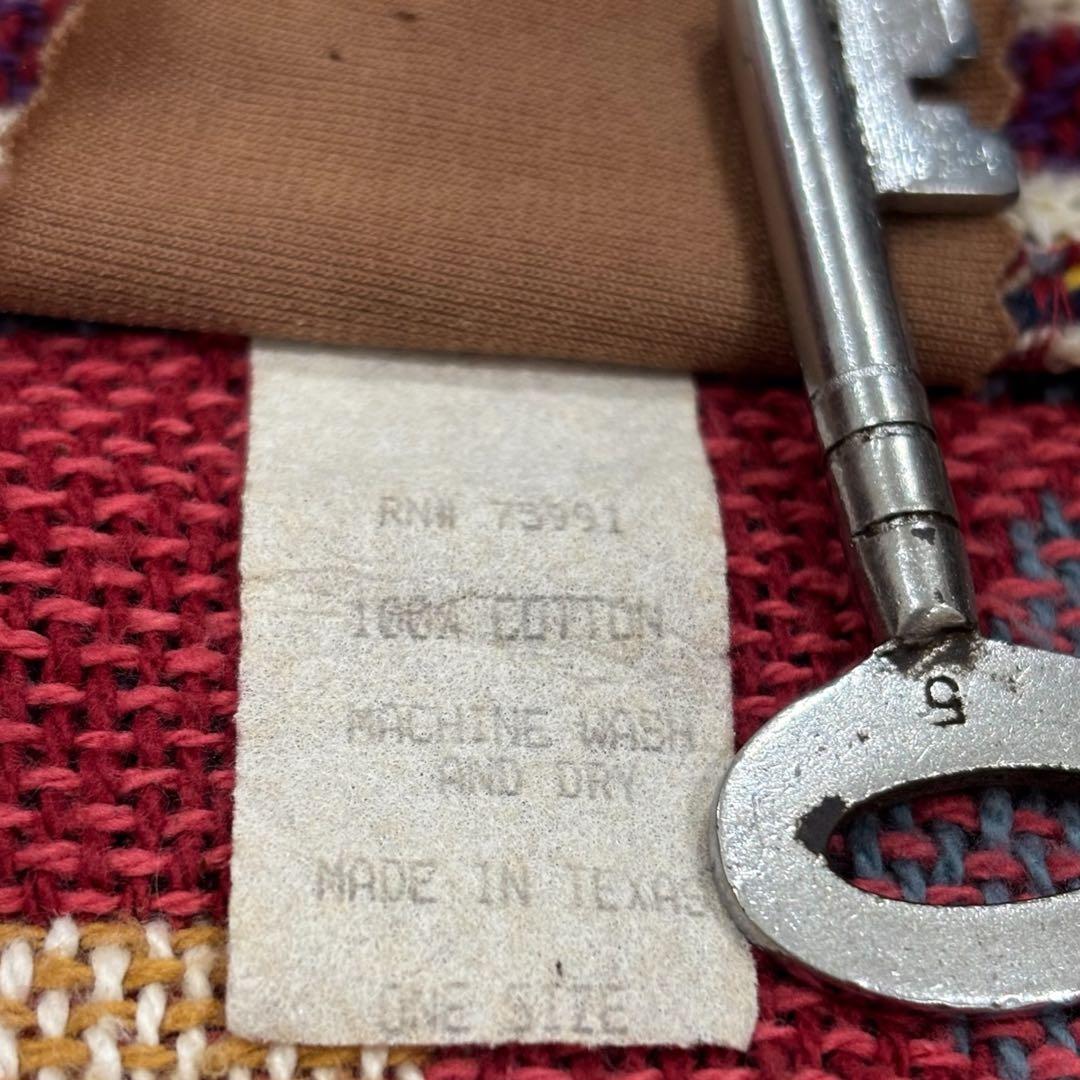 RN# 73991
100% COTTON
MACHINE WASH
AND DRY
MADE IN TEXAS
ONE SIZE
5